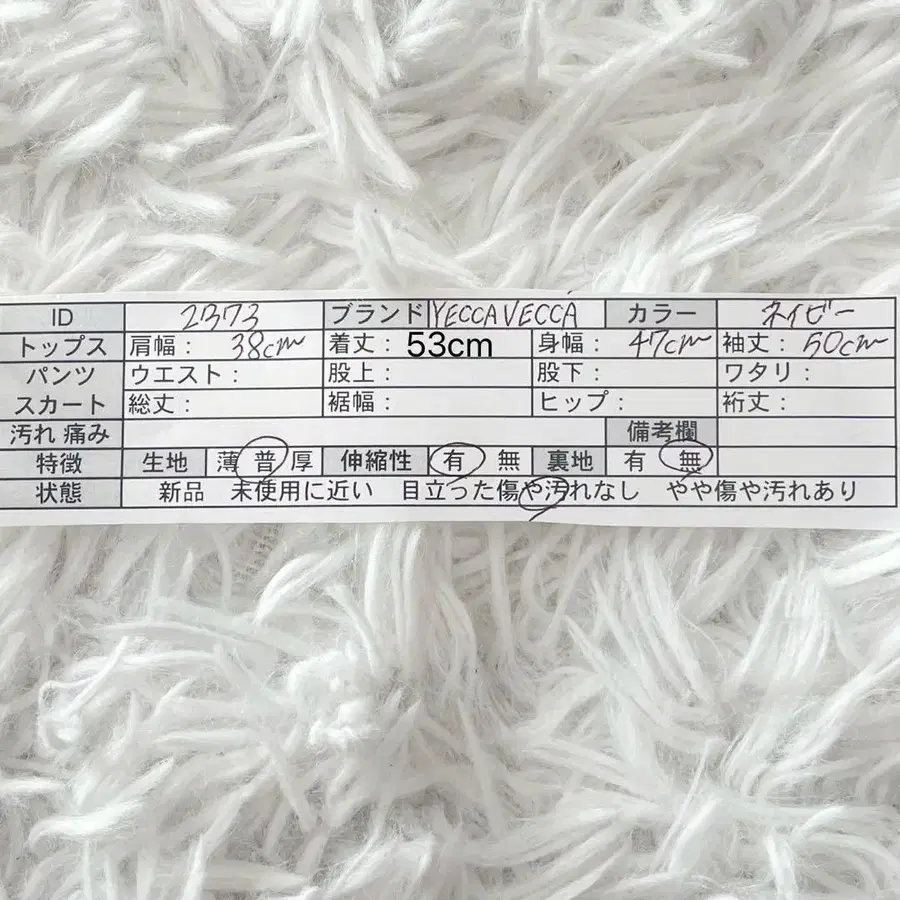 ID 2373 ブランド YECCA VECCA カラー ネイビー
トップス 肩幅： 38cm 着丈： 53cm 身幅： 47cm 袖丈： 50cm
パンツ ウエスト： 股上： 股下： ワタリ：
スカート 総丈： 裾幅： ヒップ： 裄丈：
汚れ 痛み 備考欄
特徴 生地 薄 普 厚 伸縮性 有 無 裏地 有 無
状態 新品 未使用に近い 目立った傷や汚れなし やや傷や汚れあり